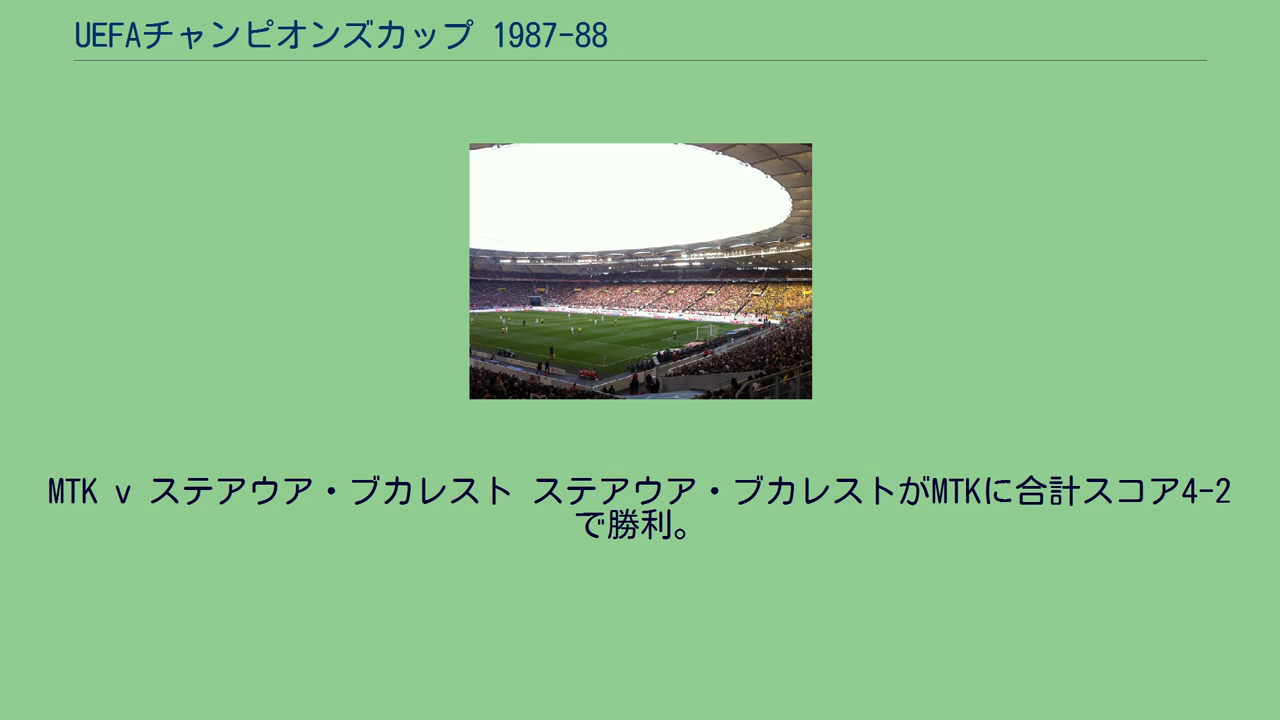 UEFAチャンピオンズカップ 1987-88
MTK v ステアウア・ブカレスト ステアウア・ブカレストがMTKに合計スコア4-2
で勝利。